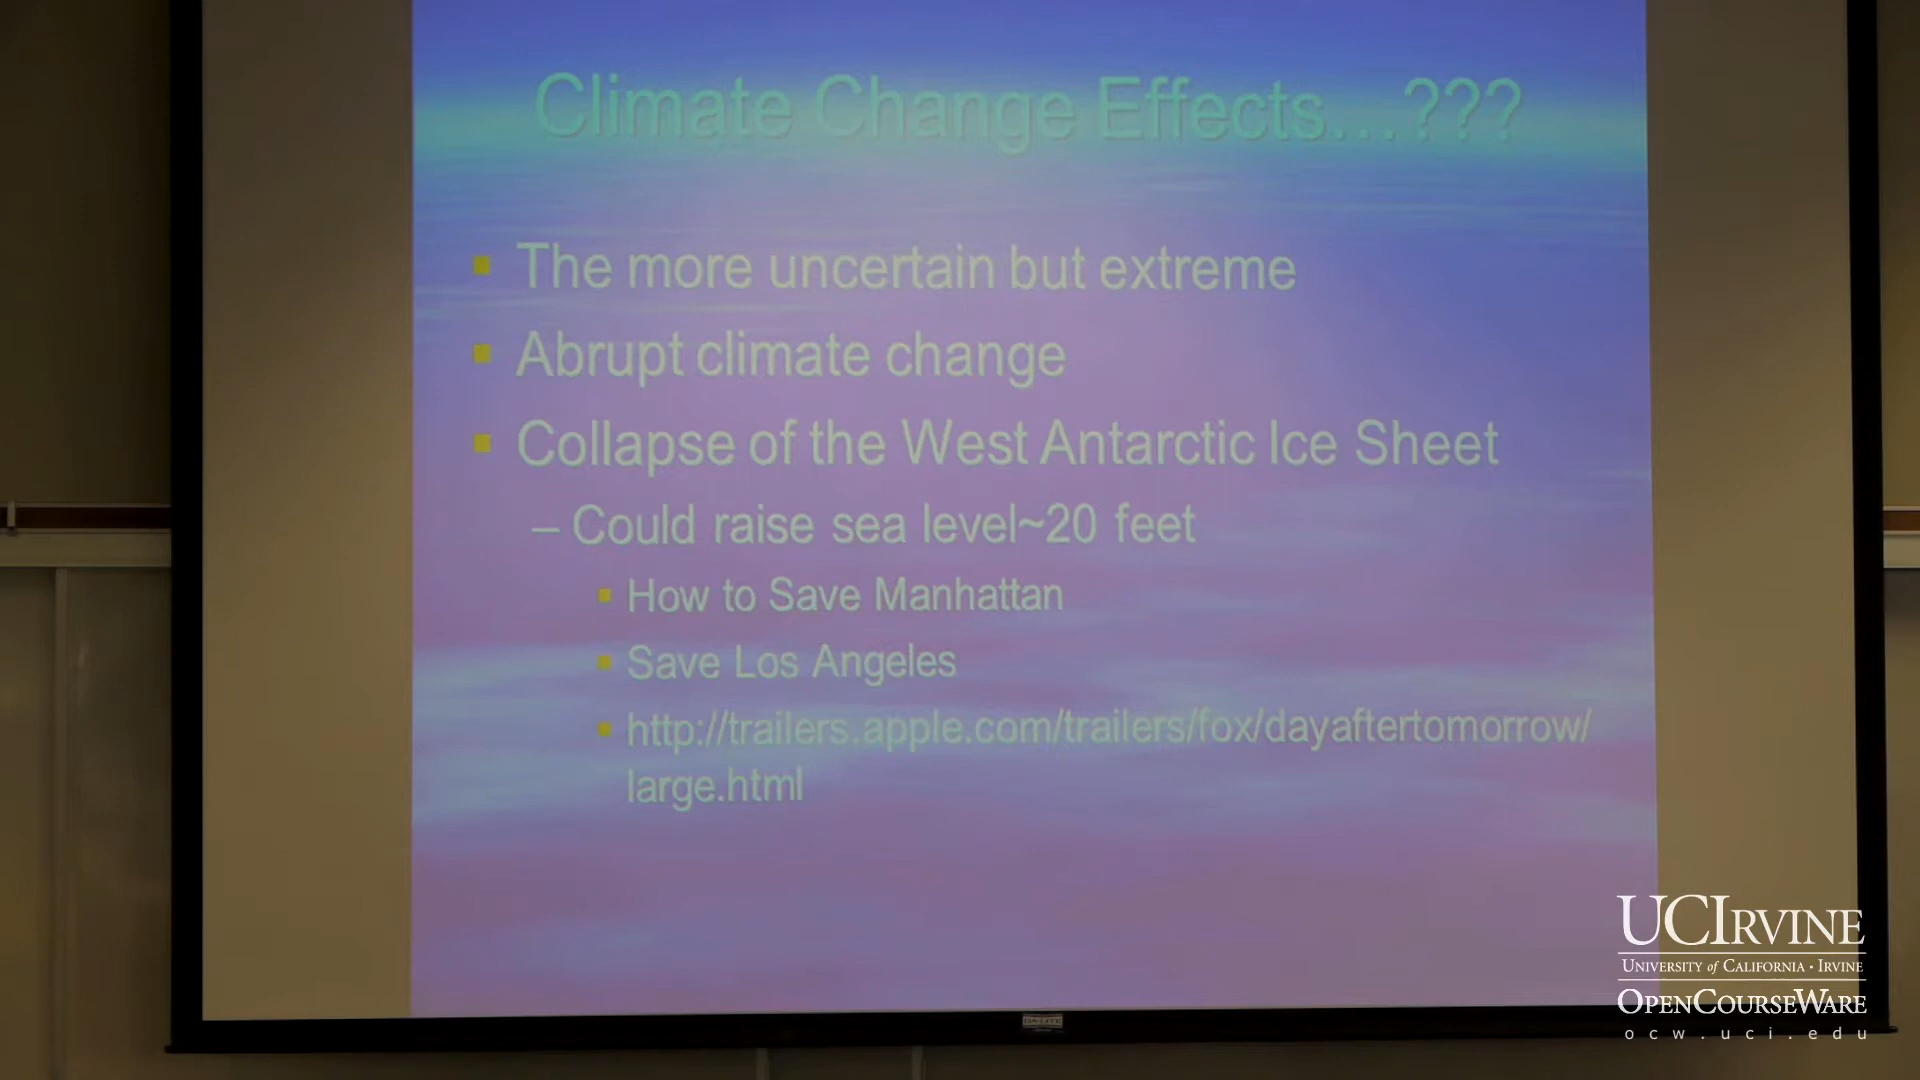 Climate Change Effects...???
The more uncertain but extreme
Abrupt climate change
Collapse of the West Antarctic Ice Sheet
– Could raise sea level~20 feet
How to Save Manhattan
Save Los Angeles
http://trailers.apple.com/trailers/fox/dayaftertomorrow/
large.html
UCIRVINE
UNIVERSITY of CALIFORNIA • IRVINE
OPENCOURSEWARE
ocw.uci.edu
DA-LITE